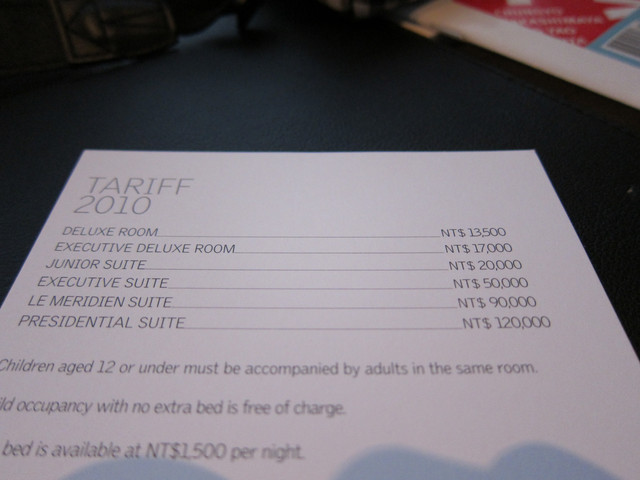 TARIFF
2010
DELUXE ROOM NT$ 13,500
EXECUTIVE DELUXE ROOM NT$ 17,000
JUNIOR SUITE NT$ 20,000
EXECUTIVE SUITE NT$ 50,000
LE MERIDIEN SUITE NT$ 90,000
PRESIDENTIAL SUITE NT$ 120,000
Children aged 12 or under must be accompanied by adults in the same room.
occupancy with no extra bed is free of charge.
bed is available at NT$1,500 per night.